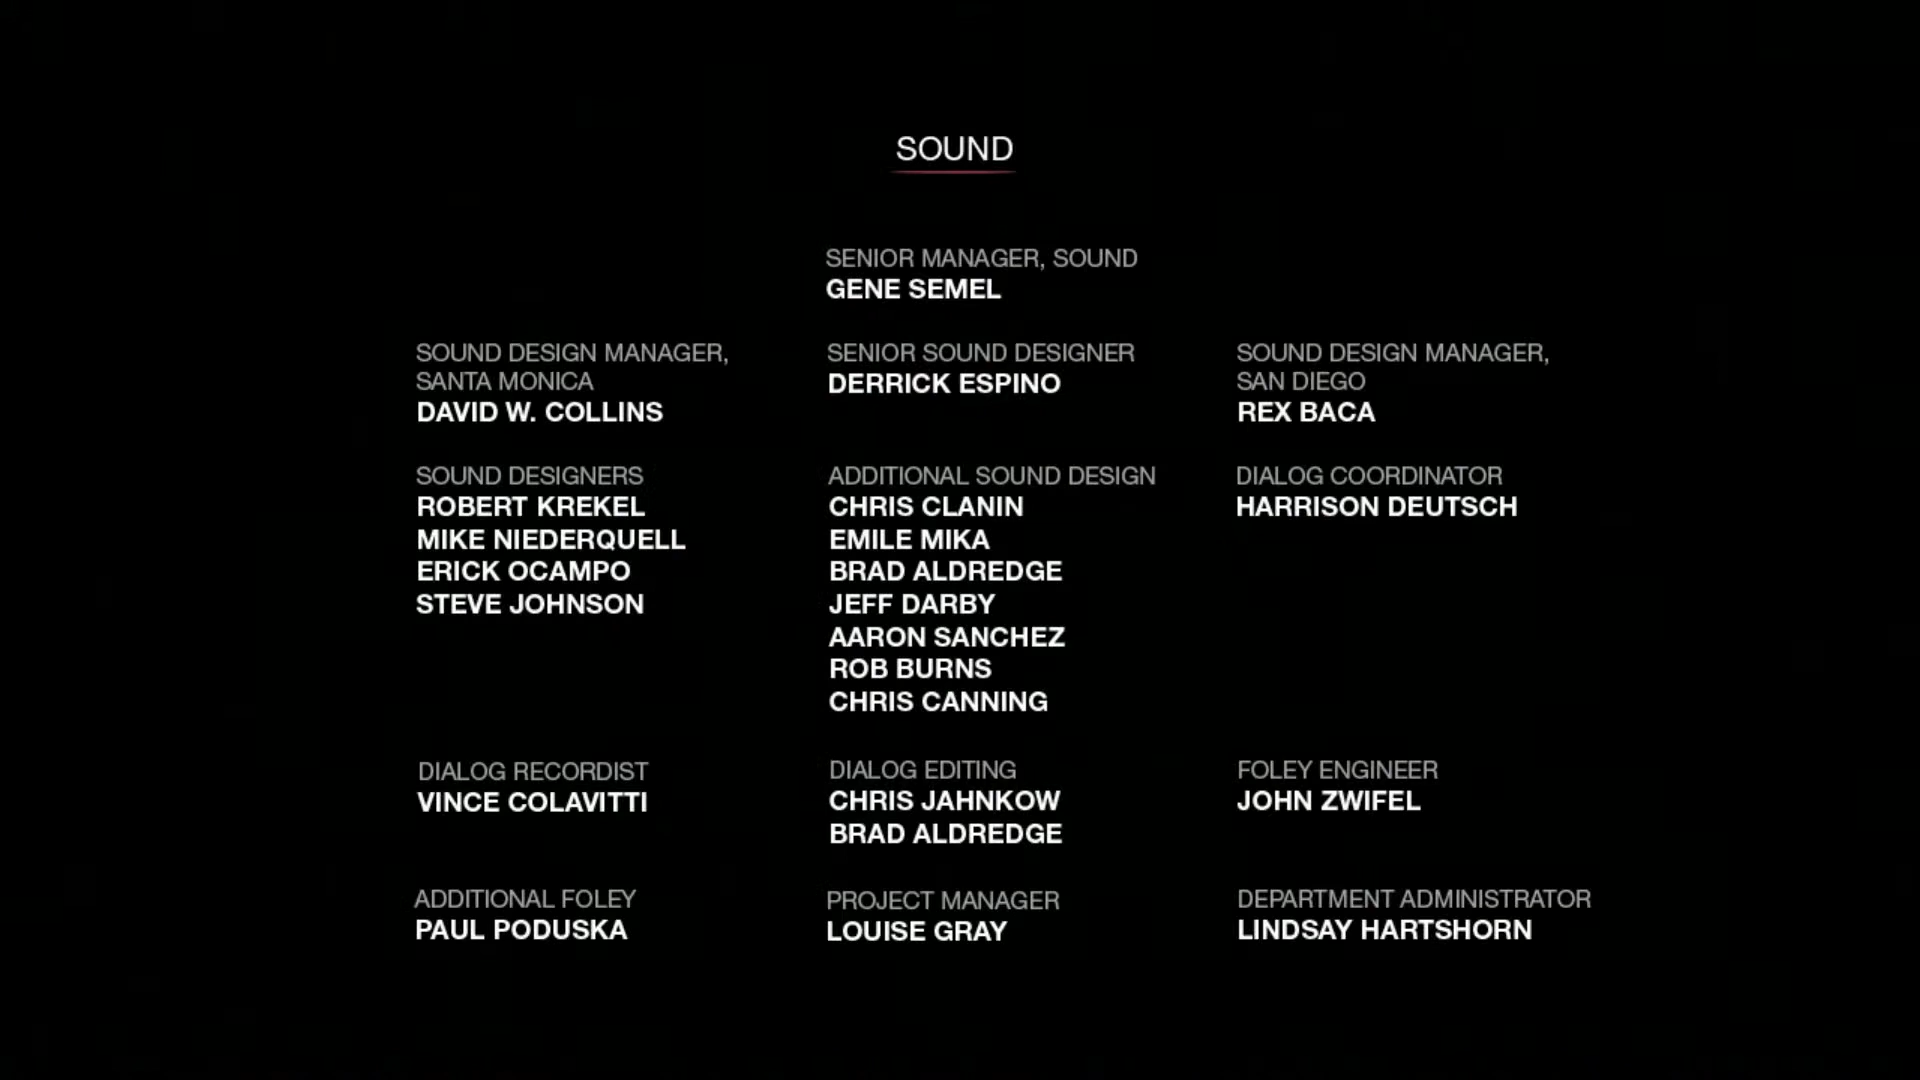 SOUND
SENIOR MANAGER, SOUND
GENE SEMEL
SOUND DESIGN MANAGER,
SANTA MONICA
DAVID W. COLLINS
SENIOR SOUND DESIGNER
DERRICK ESPINO
SOUND DESIGN MANAGER,
SAN DIEGO
REX BACA
SOUND DESIGNERS
ROBERT KREKEL
MIKE NIEDERQUELL
ERICK OCAMPO
STEVE JOHNSON
ADDITIONAL SOUND DESIGN
CHRIS CLANIN
EMILE MIKA
BRAD ALDREDGE
JEFF DARBY
AARON SANCHEZ
ROB BURNS
CHRIS CANNING
DIALOG COORDINATOR
HARRISON DEUTSCH
DIALOG RECORDIST
VINCE COLAVITTI
DIALOG EDITING
CHRIS JAHNKOW
BRAD ALDREDGE
FOLEY ENGINEER
JOHN ZWIFEL
ADDITIONAL FOLEY
PAUL PODUSKA
PROJECT MANAGER
LOUISE GRAY
DEPARTMENT ADMINISTRATOR
LINDSAY HARTSHORN